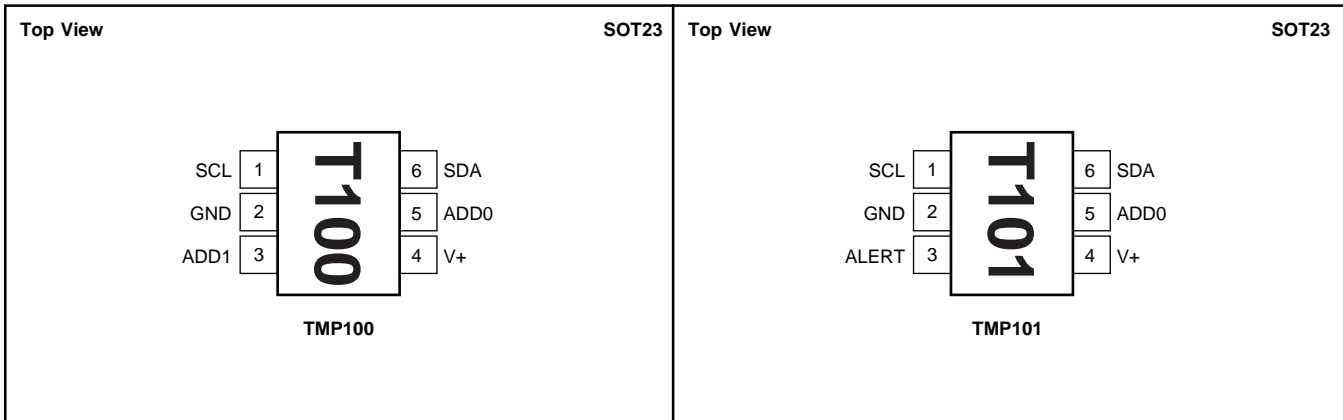 Top View SOT23
SCL 1 T100 6 SDA
GND 2 5 ADD0
ADD1 3 4 V+
TMP100
Top View SOT23
SCL 1 T101 6 SDA
GND 2 5 ADD0
ALERT 3 4 V+
TMP101